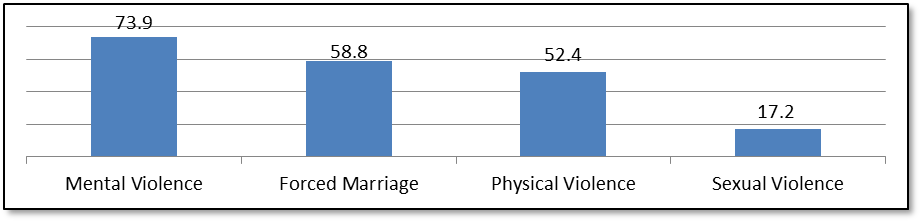 73.9
58.8
52.4
17.2
Mental Violence
Forced Marriage
Physical Violence
Sexual Violence